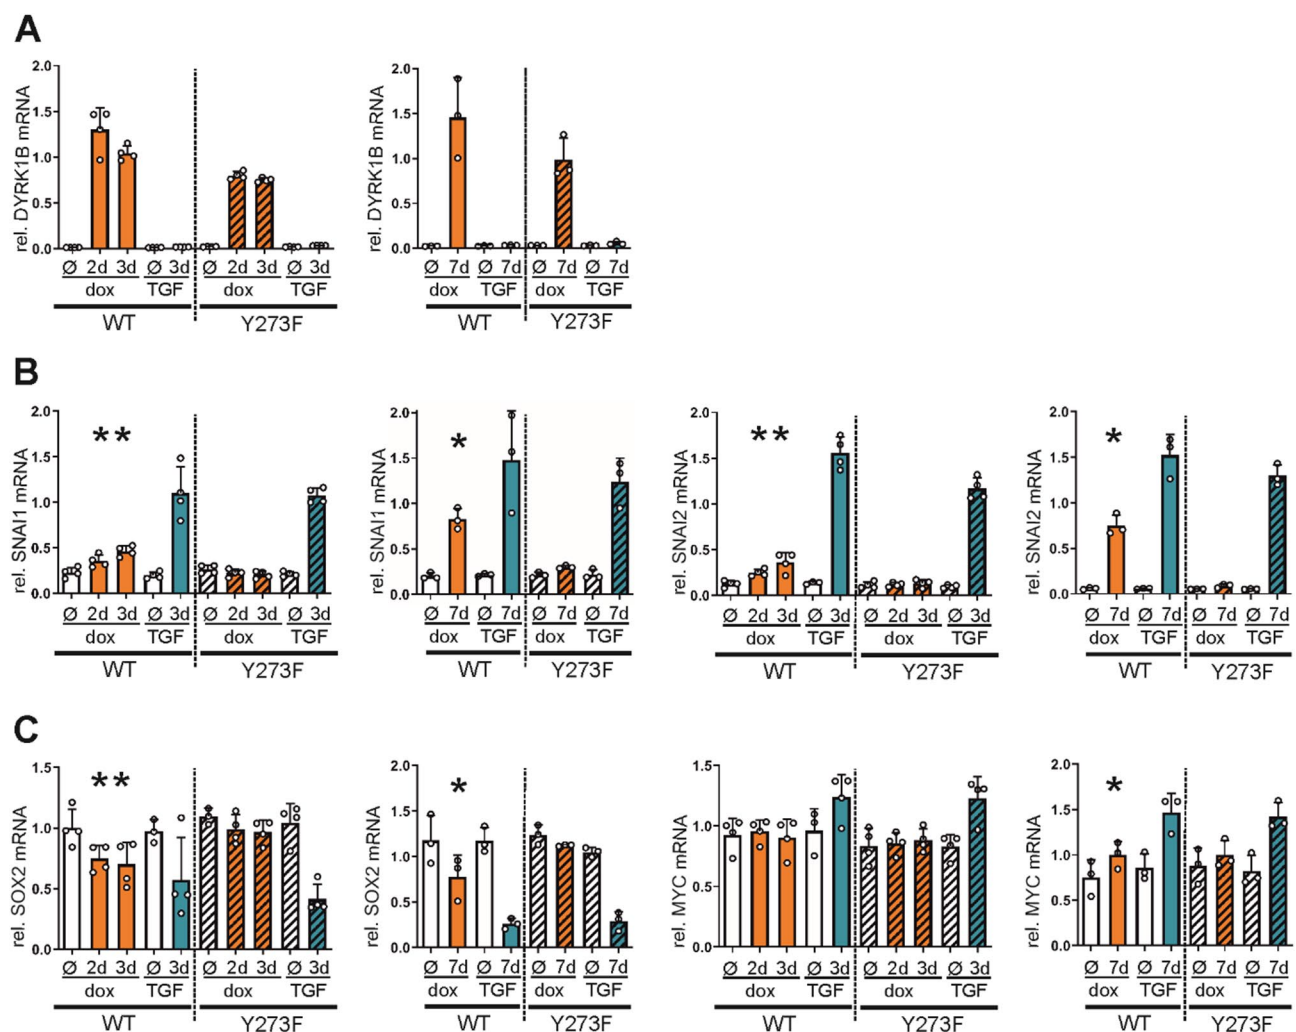 A
rel. DYRK1B mRNA
2.0
1.5
1.0
0.5
0.0
Ø 2d 3d Ø 3d Ø 2d 3d Ø 3d
dox TGF dox TGF
WT Y273F
rel. DYRK1B mRNA
2.0
1.5
1.0
0.5
0.0
Ø 7d Ø 7d Ø 7d Ø 7d
dox TGF dox TGF
WT Y273F
B
rel. SNAI1 mRNA
2.0
1.5
1.0
0.5
0.0
**
Ø 2d 3d Ø 3d Ø 2d 3d Ø 3d
dox TGF dox TGF
WT Y273F
rel. SNAI1 mRNA
2.0
1.5
1.0
0.5
0.0
*
Ø 7d Ø 7d Ø 7d Ø 7d
dox TGF dox TGF
WT Y273F
rel. SNAI2 mRNA
2.0
1.5
1.0
0.5
0.0
**
Ø 2d 3d Ø 3d Ø 2d 3d Ø 3d
dox TGF dox TGF
WT Y273F
rel. SNAI2 mRNA
2.0
1.5
1.0
0.5
0.0
*
Ø 7d Ø 7d Ø 7d Ø 7d
dox TGF dox TGF
WT Y273F
C
rel. SOX2 mRNA
1.5
1.0
0.5
0.0
**
Ø 2d 3d Ø 3d Ø 2d 3d Ø 3d
dox TGF dox TGF
WT Y273F
rel. SOX2 mRNA
2.0
1.5
1.0
0.5
0.0
*
Ø 7d Ø 7d Ø 7d Ø 7d
dox TGF dox TGF
WT Y273F
rel. MYC mRNA
1.5
1.0
0.5
0.0
Ø 2d 3d Ø 3d Ø 2d 3d Ø 3d
dox TGF dox TGF
WT Y273F
rel. MYC mRNA
2.0
1.5
1.0
0.5
0.0
*
Ø 7d Ø 7d Ø 7d Ø 7d
dox TGF dox TGF
WT Y273F